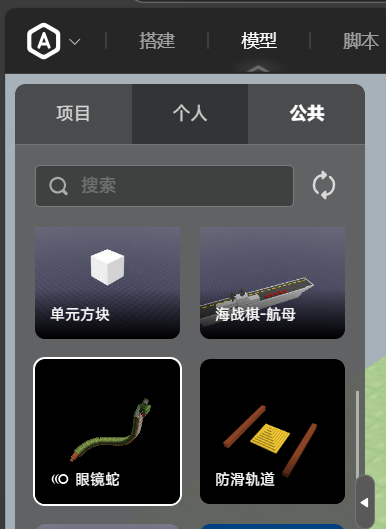 搭建 模型 脚本
项目 个人 公共
搜索
单元方块 海战棋-航母
眼镜蛇 防滑轨道